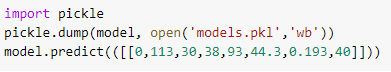 import pickle
pickle.dump(model, open('models.pkl','wb'))
model.predict(([[0,113,30,38,93,44.3,0.193,40]]))